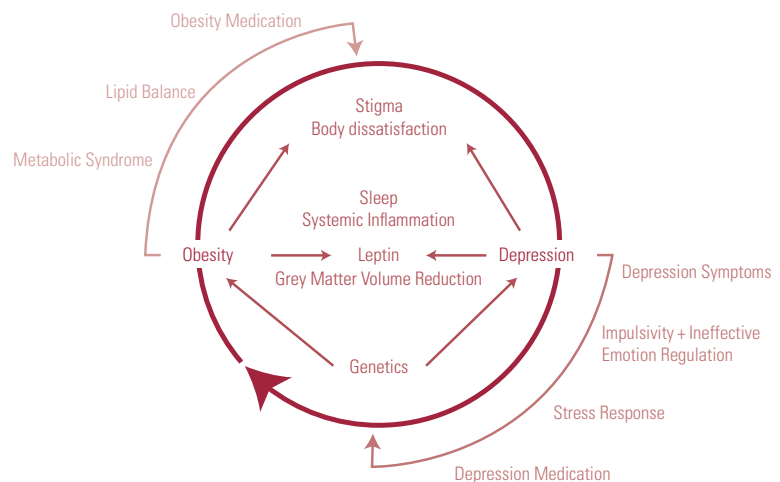 Obesity Medication
Lipid Balance
Metabolic Syndrome
Stigma
Body dissatisfaction
Sleep
Systemic Inflammation
Obesity
Leptin
Depression
Grey Matter Volume Reduction
Genetics
Depression Symptoms
Impulsivity + Ineffective
Emotion Regulation
Stress Response
Depression Medication